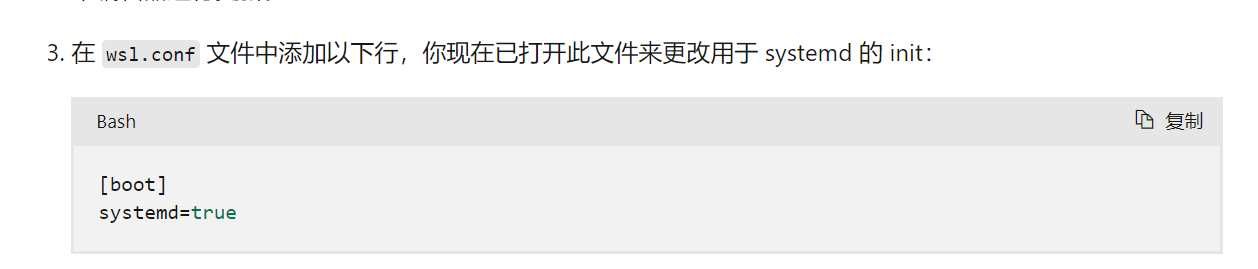 3. 在 wsl.conf 文件中添加以下行，你现在已打开此文件来更改用于 systemd 的 init：
Bash
复制
[boot]
systemd=true